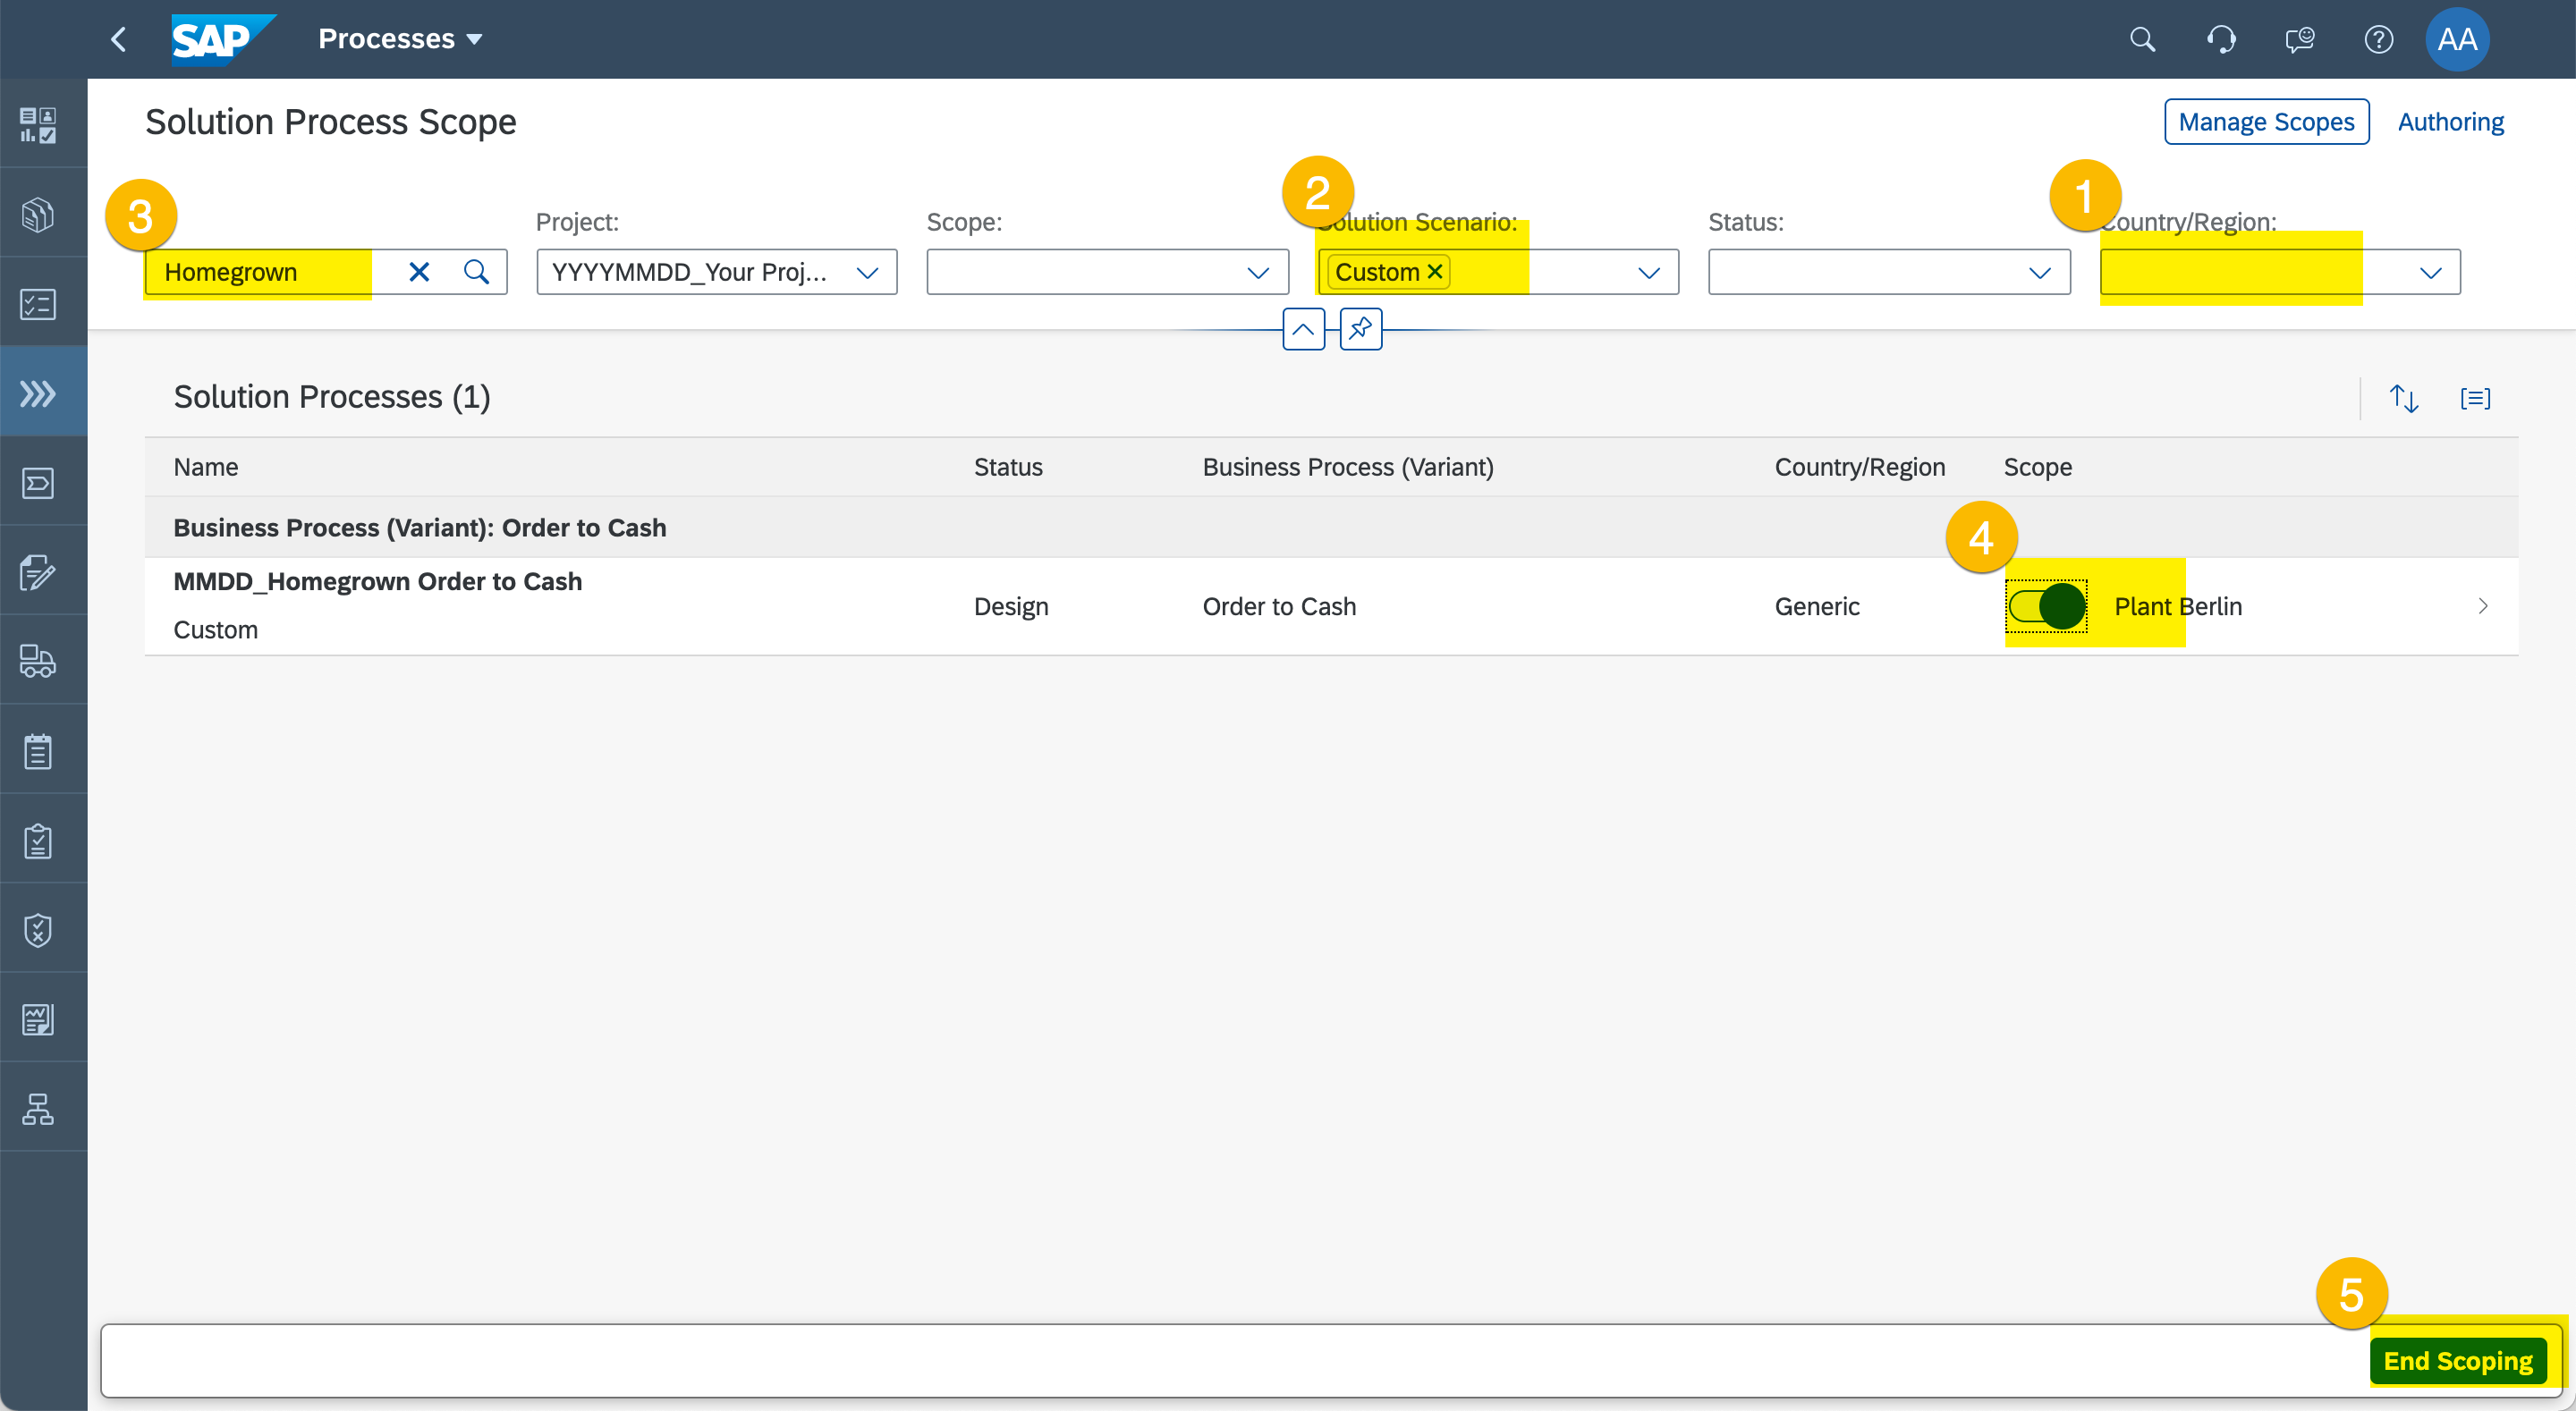 SAP Processes
AA
Solution Process Scope
Manage Scopes Authoring
3 2 1
Project: Scope: Solution Scenario: Status: Country/Region:
Homegrown YYYYMMDD_Your Proj... Custom
Solution Processes (1)
Name Status Business Process (Variant) Country/Region Scope
Business Process (Variant): Order to Cash
4
MMDD_Homegrown Order to Cash
Design Order to Cash Generic Plant Berlin
Custom
5
End Scoping